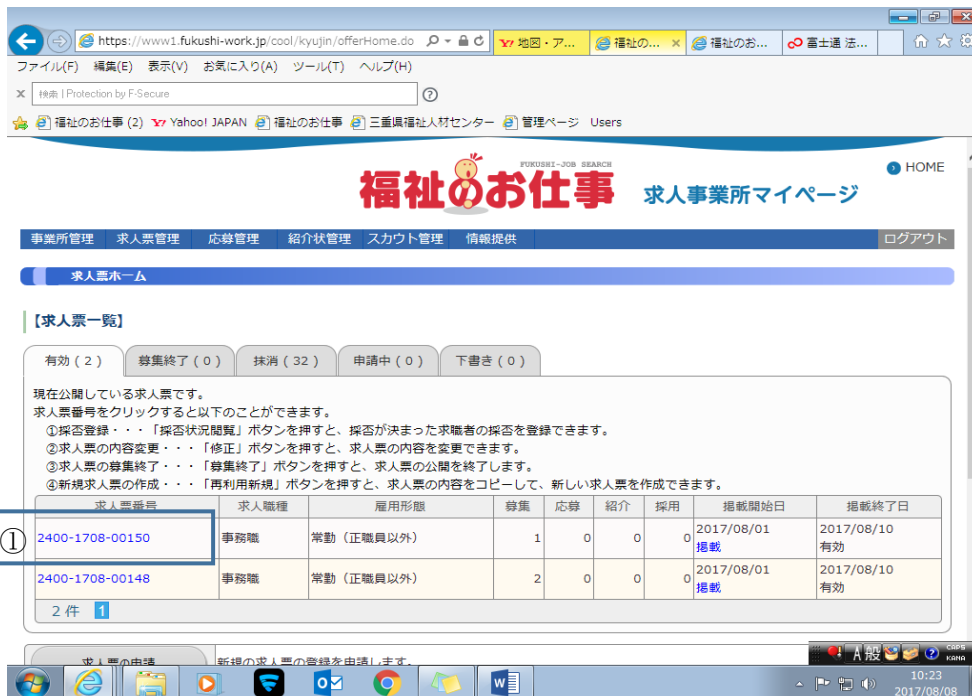 https://www1.fukushi-work.jp/cool/kyujin/offerHome.do
地図・ア...
福祉の... ×
福祉のお...
富士通 法...
ファイル(F) 編集(E) 表示(V) お気に入り(A) ツール(T) ヘルプ(H)
x 検索 | Protection by F-Secure
福祉のお仕事 (2) Yahoo! JAPAN 福祉のお仕事 三重県福祉人材センター 管理ページ Users
FUKUSHI-JOB SEARCH
福祉のお仕事 求人事業所マイページ
HOME
事業所管理 求人票管理 応募管理 紹介状管理 スカウト管理 情報提供 ログアウト
求人票ホーム
【求人票一覧】
有効 ( 2 ) 募集終了 ( 0 ) 抹消 ( 32 ) 申請中 ( 0 ) 下書き ( 0 )
現在公開している求人票です。
求人票番号をクリックすると以下のことができます。
①採否登録・・・「採否状況閲覧」ボタンを押すと、採否が決まった求職者の採否を登録できます。
②求人票の内容変更・・・「修正」ボタンを押すと、求人票の内容を変更できます。
③求人票の募集終了・・・「募集終了」ボタンを押すと、求人票の公開を終了します。
④新規求人票の作成・・・「再利用新規」ボタンを押すと、求人票の内容をコピーして、新しい求人票を作成できます。
求人票番号 求人職種 雇用形態 募集 応募 紹介 採用 掲載開始日 掲載終了日
① 2400-1708-00150 事務職 常勤（正職員以外） 1 0 0 0 2017/08/01 掲載 2017/08/10 有効
2400-1708-00148 事務職 常勤（正職員以外） 2 0 0 0 2017/08/01 掲載 2017/08/10 有効
2 件 1
求人票の申請 新規の求人票の登録を申請します。
A 般 CAPS KANA
10:23
2017/08/08